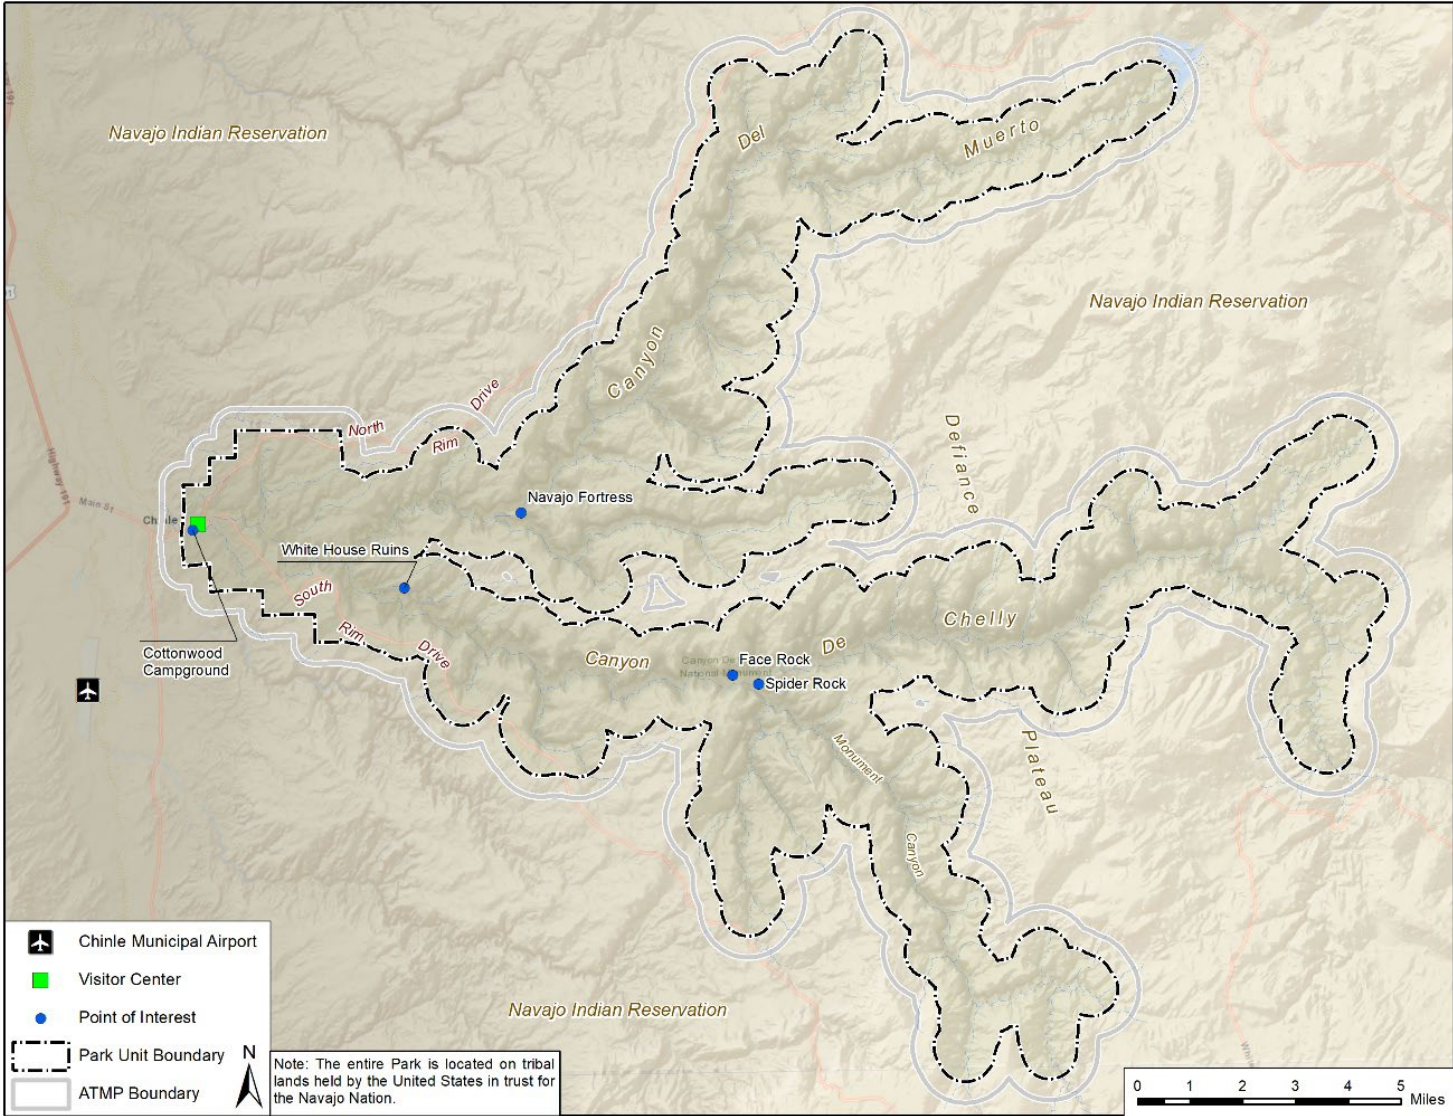 Navajo Indian Reservation
Del
Muerto
Canyon
Navajo Indian Reservation
North
Rim
Drive
Defiance
Highway 191
Main St
Chinle
Navajo Fortress
White House Ruins
South
Rim
Drive
Cottonwood
Campground
Canyon
De
Chelly
Face Rock
Spider Rock
Monument
Canyon
Plateau
Navajo Indian Reservation
Chinle Municipal Airport
Visitor Center
Point of Interest
Park Unit Boundary
ATMP Boundary
N
Note: The entire Park is located on tribal
lands held by the United States in trust for
the Navajo Nation.
0 1 2 3 4 5
Miles